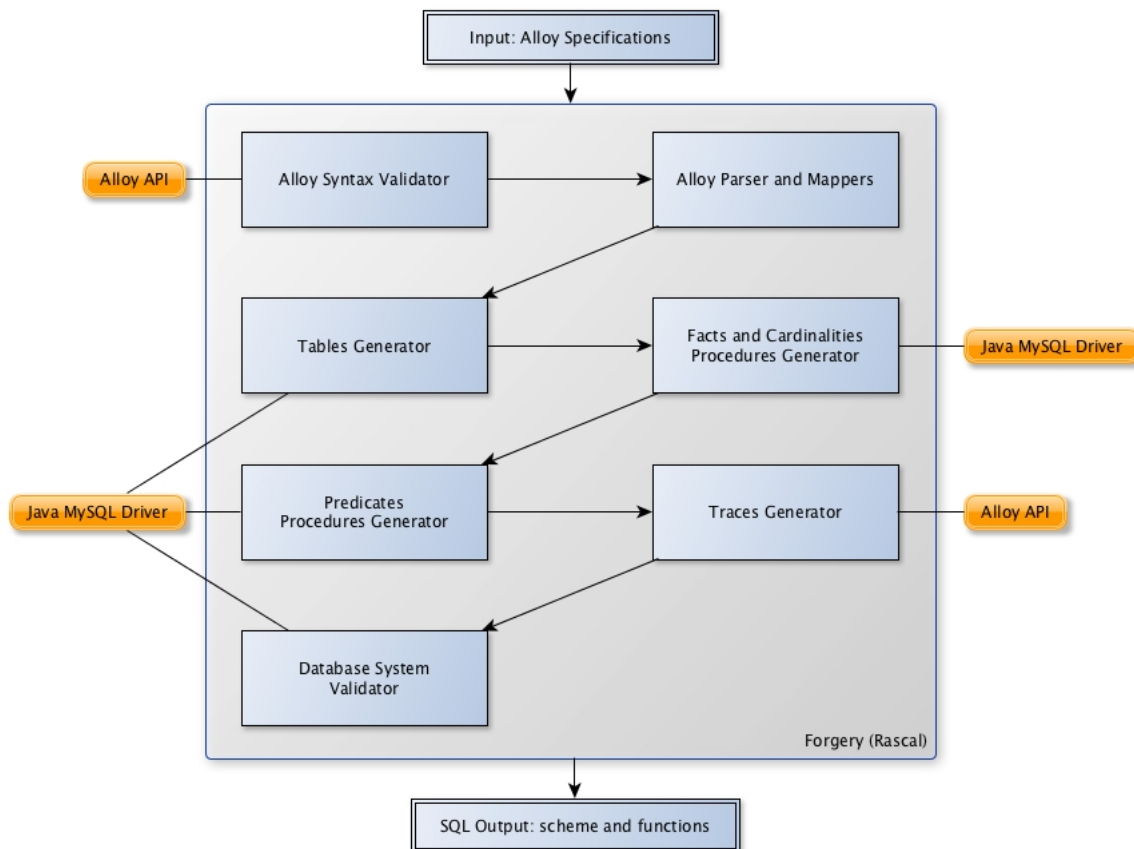 Input: Alloy Specifications
Alloy API
Alloy Syntax Validator
Alloy Parser and Mappers
Tables Generator
Facts and Cardinalities
Procedures Generator
Java MySQL Driver
Java MySQL Driver
Predicates
Procedures Generator
Traces Generator
Alloy API
Database System
Validator
Forgery (Rascal)
SQL Output: scheme and functions